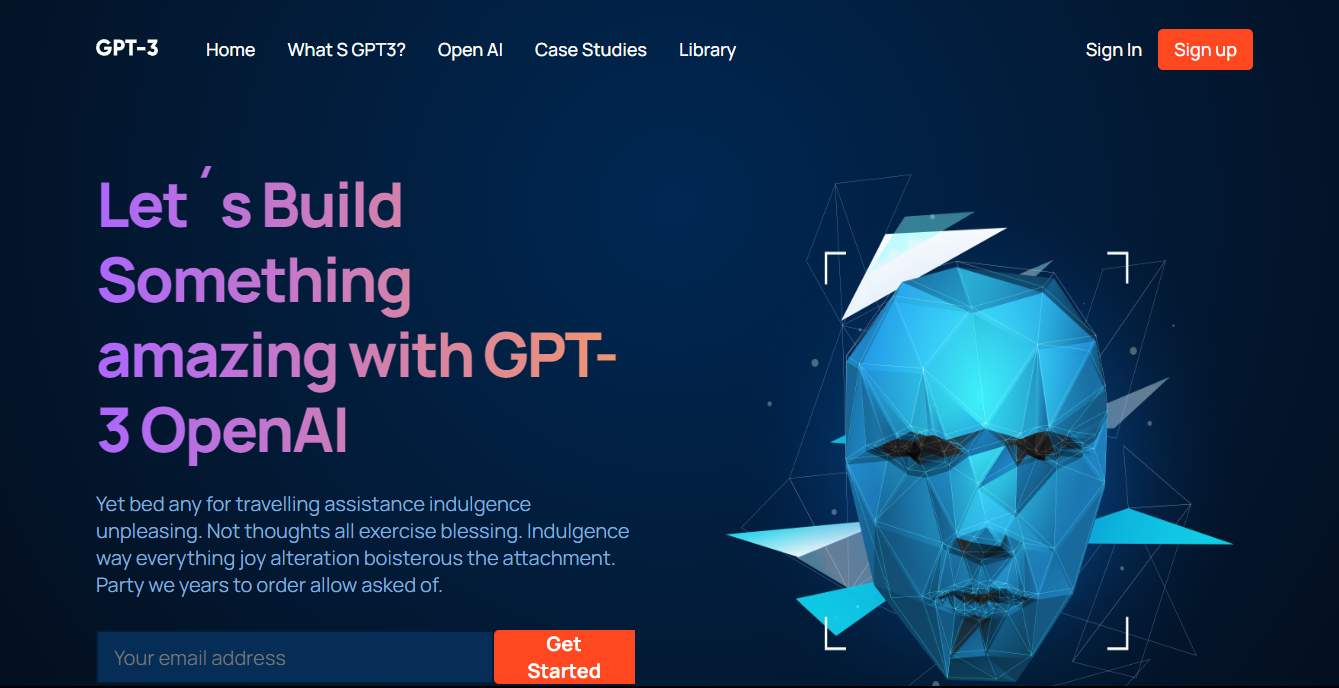 GPT-3
Home
What S GPT3?
Open AI
Case Studies
Library
Sign In
Sign up
Let´s Build
Something
amazing with GPT-
3 OpenAI
Yet bed any for travelling assistance indulgence
unpleasing. Not thoughts all exercise blessing. Indulgence
way everything joy alteration boisterous the attachment.
Party we years to order allow asked of.
Your email address
Get
Started